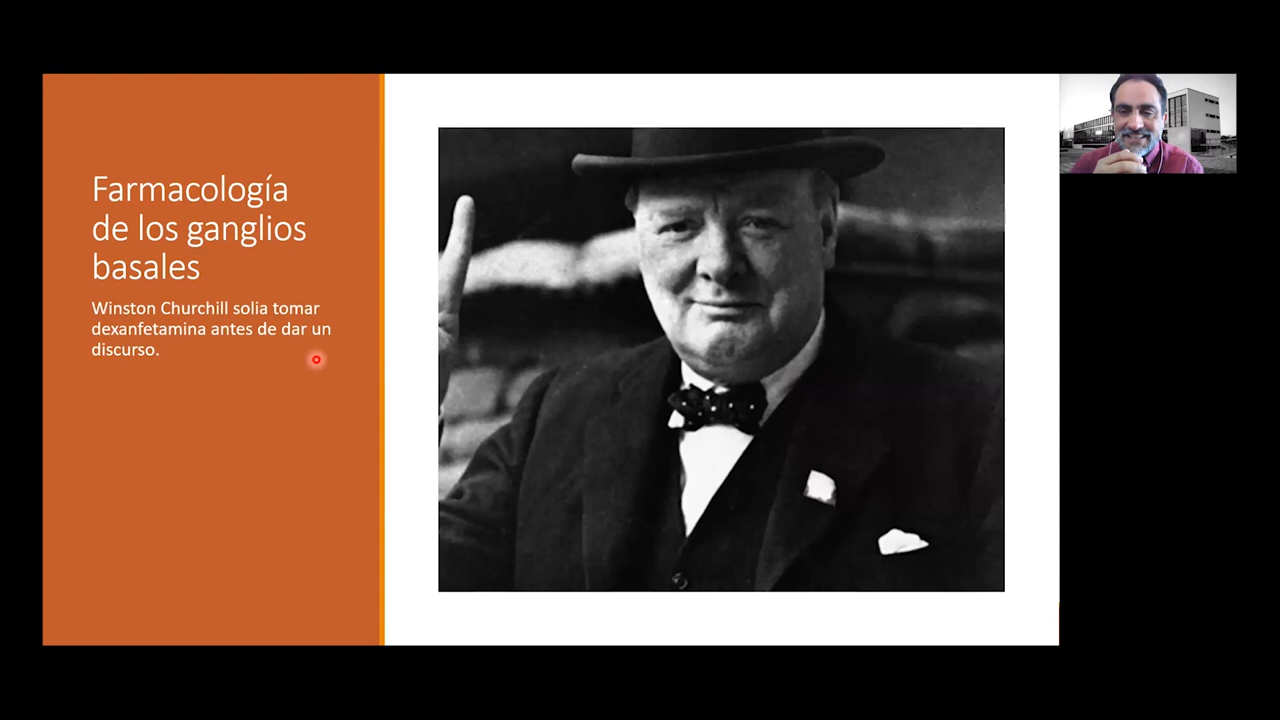 Farmacología
de los ganglios
basales
Winston Churchill solia tomar
dexanfetamina antes de dar un
discurso.